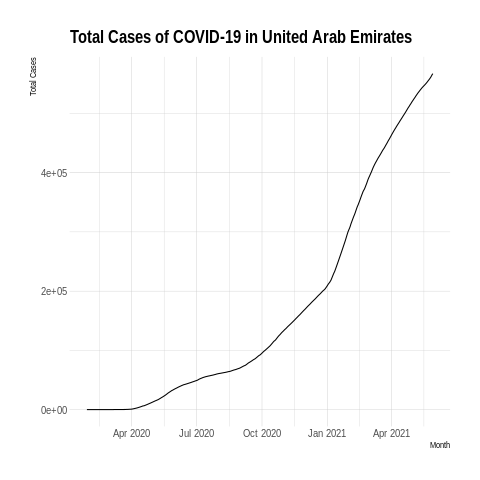 Total Cases of COVID-19 in United Arab Emirates
Total Cases
4e+05
2e+05
0e+00
Apr 2020 Jul 2020 Oct 2020 Jan 2021 Apr 2021
Month